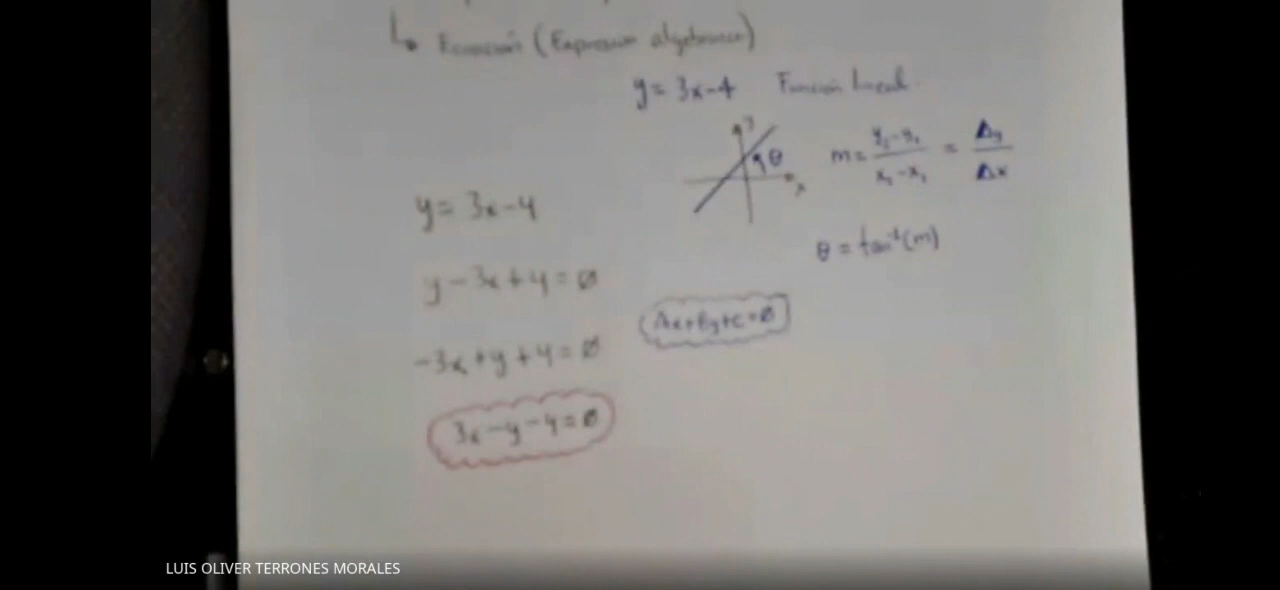 ↳ Ecuación (Expresión algebraica)
y = 3x - 4 Función lineal
y
θ
x
m = y₂ - y₁ / x₂ - x₁ = Δy / Δx
θ = tan⁻¹(m)
y = 3x - 4
y - 3x + 4 = 0
Ax + By + C = 0
-3x + y + 4 = 0
3x - y - 4 = 0
LUIS OLIVER TERRONES MORALES